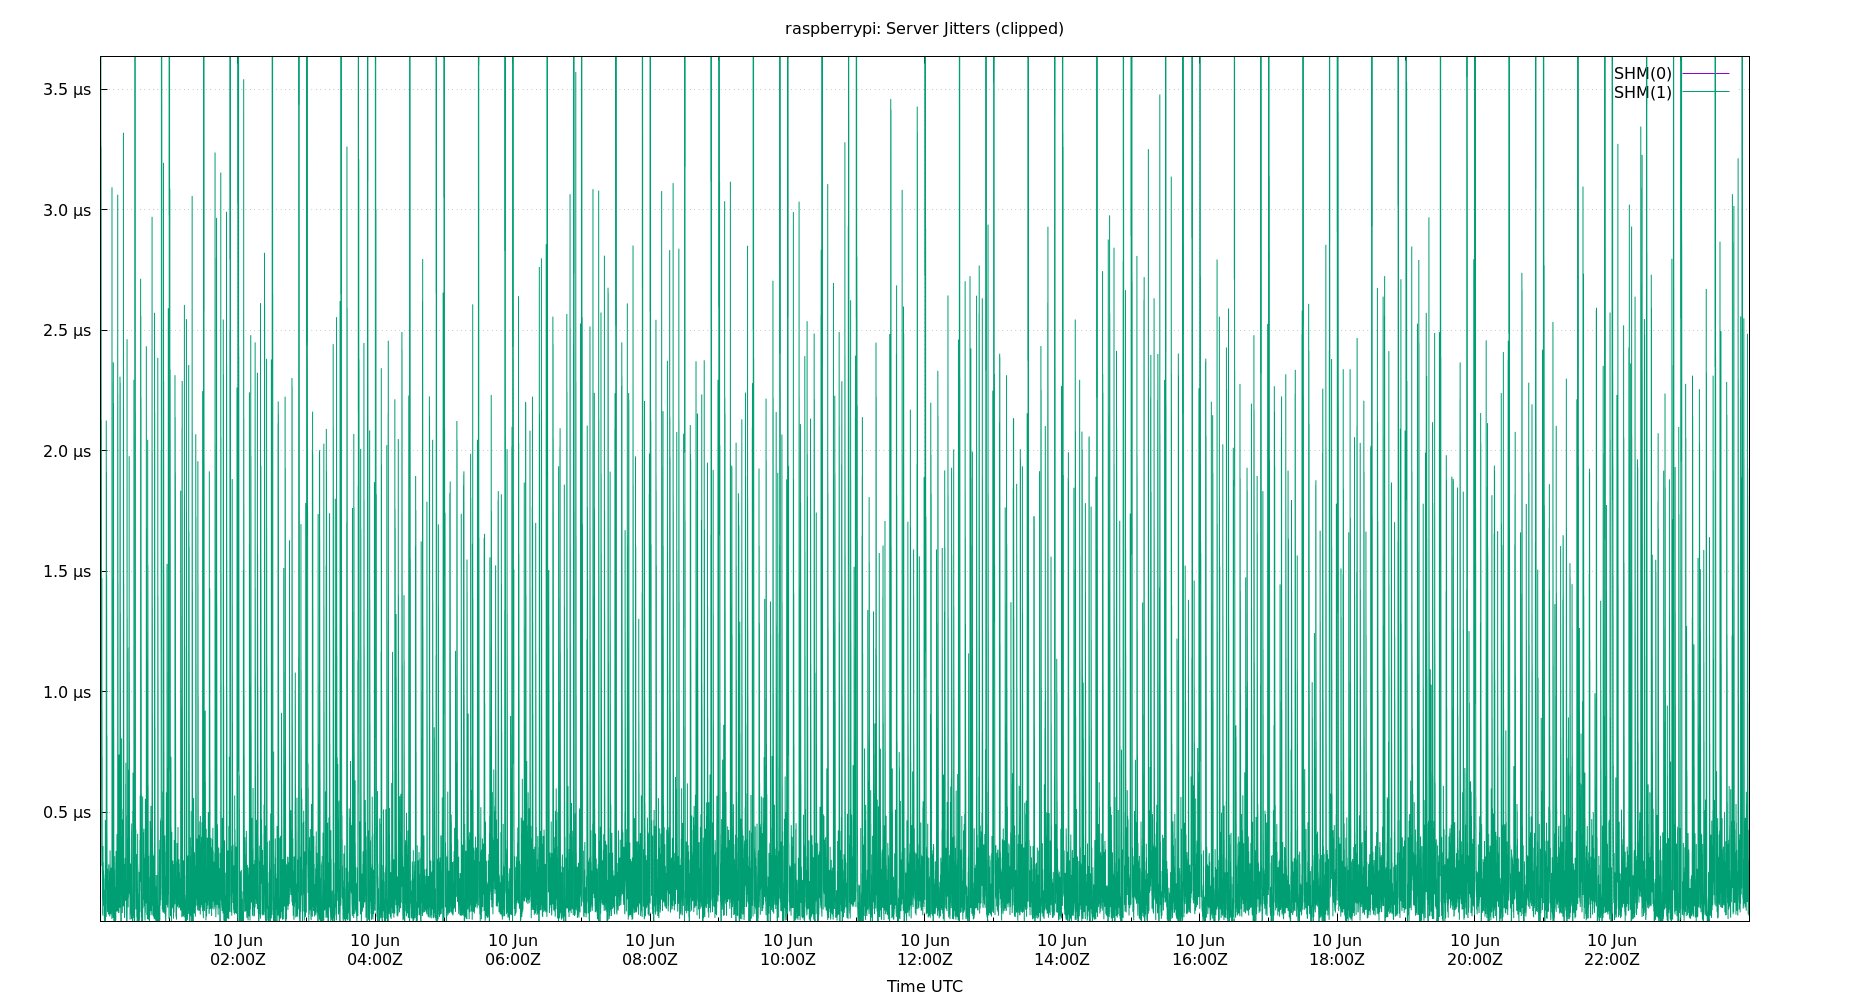 raspberrypi: Server Jitters (clipped)
SHM(0)
SHM(1)
3.5 μs
3.0 μs
2.5 μs
2.0 μs
1.5 μs
1.0 μs
0.5 μs
10 Jun 10 Jun 10 Jun 10 Jun 10 Jun 10 Jun 10 Jun 10 Jun 10 Jun 10 Jun 10 Jun
02:00Z 04:00Z 06:00Z 08:00Z 10:00Z 12:00Z 14:00Z 16:00Z 18:00Z 20:00Z 22:00Z
Time UTC